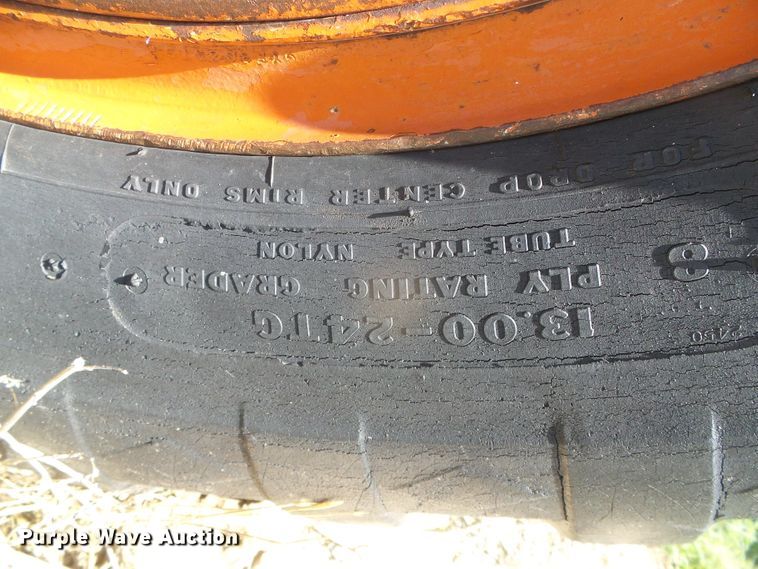 13.00-24TG
8 PLY RATING GRADER
TUBE TYPE NYLON
FOR DROP CENTER RIMS ONLY
Purple Wave Auction